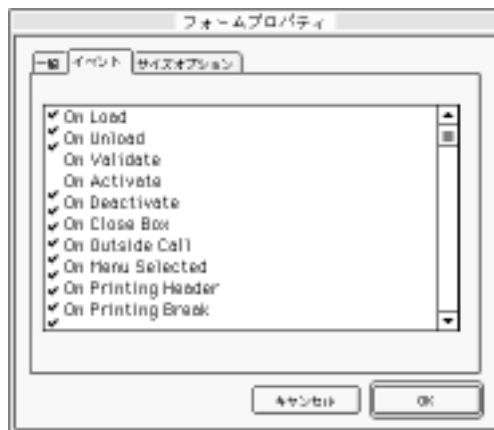 フォームプロパティ
一般 イベント サイズオプション
On Load
On Unload
On Validate
On Activate
On Deactivate
On Close Box
On Outside Call
On Menu Selected
On Printing Header
On Printing Break
キャンセル OK